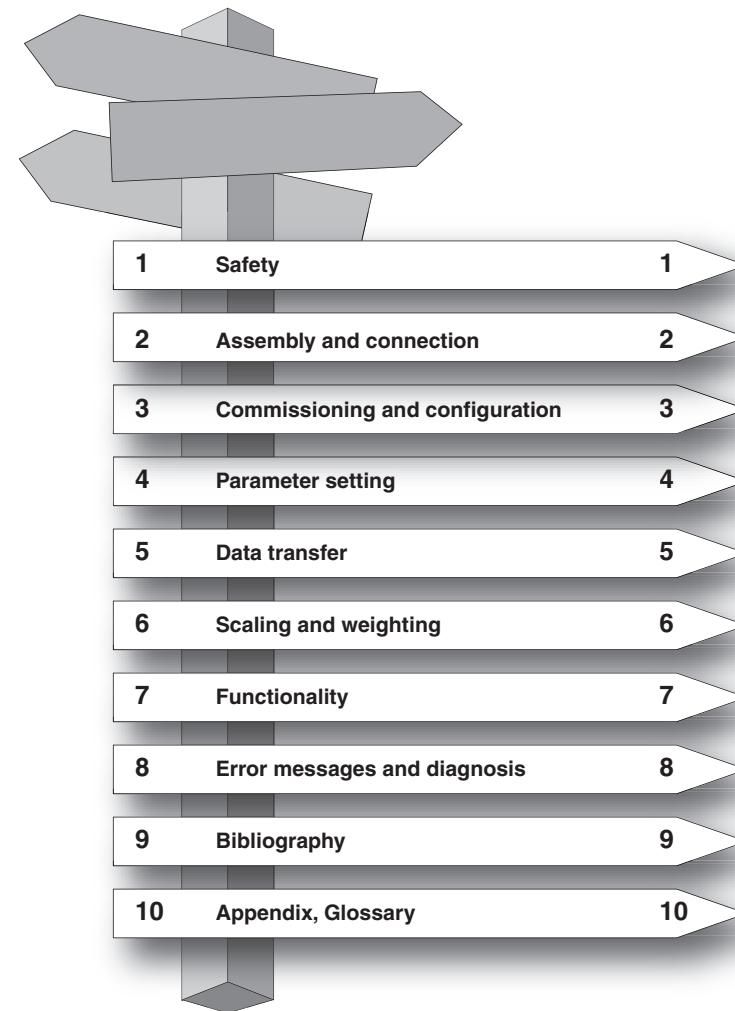 1 Safety 1
2 Assembly and connection 2
3 Commissioning and configuration 3
4 Parameter setting 4
5 Data transfer 5
6 Scaling and weighting 6
7 Functionality 7
8 Error messages and diagnosis 8
9 Bibliography 9
10 Appendix, Glossary 10